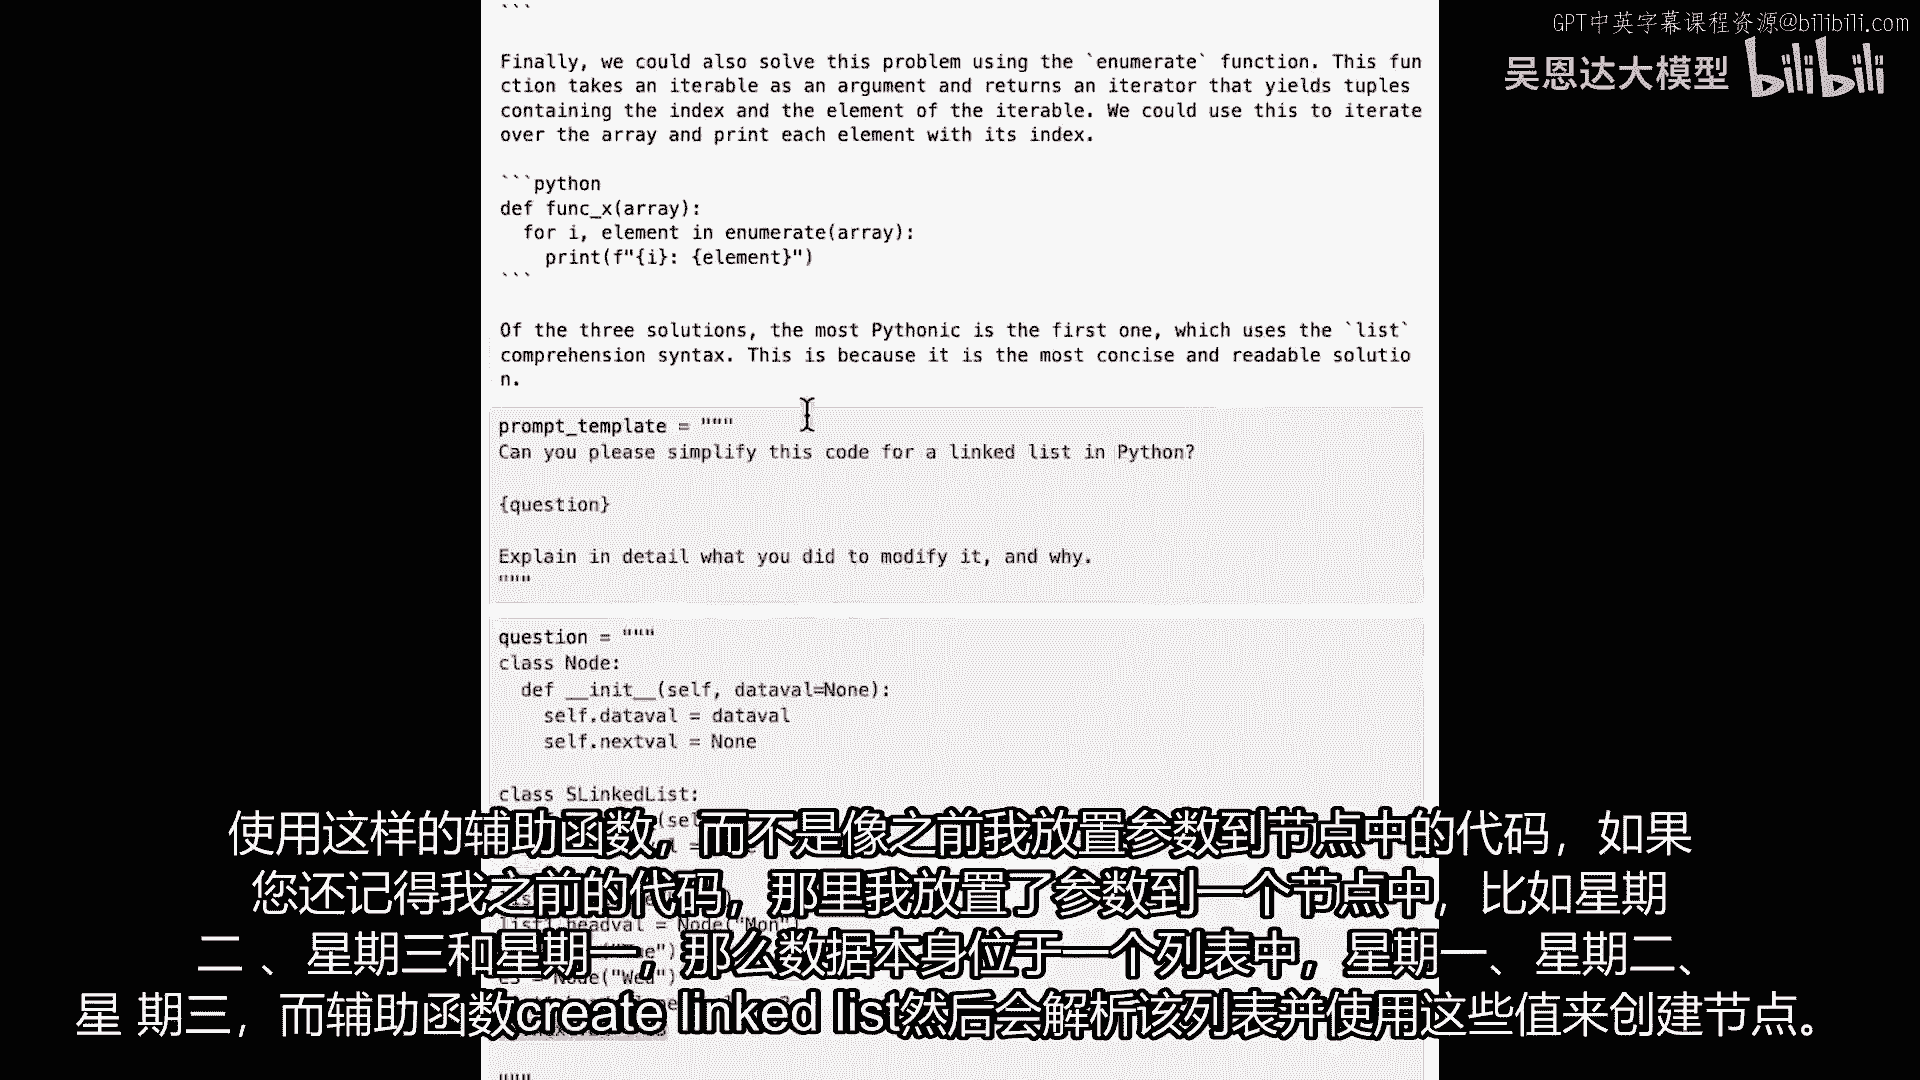 GPT中英字幕课程资源@bilibili.com
吴恩达大模型 bilibili
```
Finally, we could also solve this problem using the `enumerate` function. This fun
ction takes an iterable as an argument and returns an iterator that yields tuples
containing the index and the element of the iterable. We could use this to iterate
over the array and print each element with its index.
```python
def func_x(array):
  for i, element in enumerate(array):
    print(f"{i}: {element}")
```
Of the three solutions, the most Pythonic is the first one, which uses the `list`
comprehension syntax. This is because it is the most concise and readable solutio
n.
prompt_template = """
Can you please simplify this code for a linked list in Python?
{question}
Explain in detail what you did to modify it, and why.
"""
question = """
class Node:
  def __init__(self, dataval=None):
    self.dataval = dataval
    self.nextval = None
class SLinkedList:
使用这样的辅助函数，而不是像之前我放置参数到节点中的代码，如果
您还记得我之前的代码，那里我放置了参数到一个节点中，比如星期
headval = Node("Mon")
二 、星期三和星期一，那么数据本身位于一个列表中，星期一、星期二、
= Node("Wed")
星 期三，而辅助函数create linked list然后会解析该列表并使用这些值来创建节点。
"""